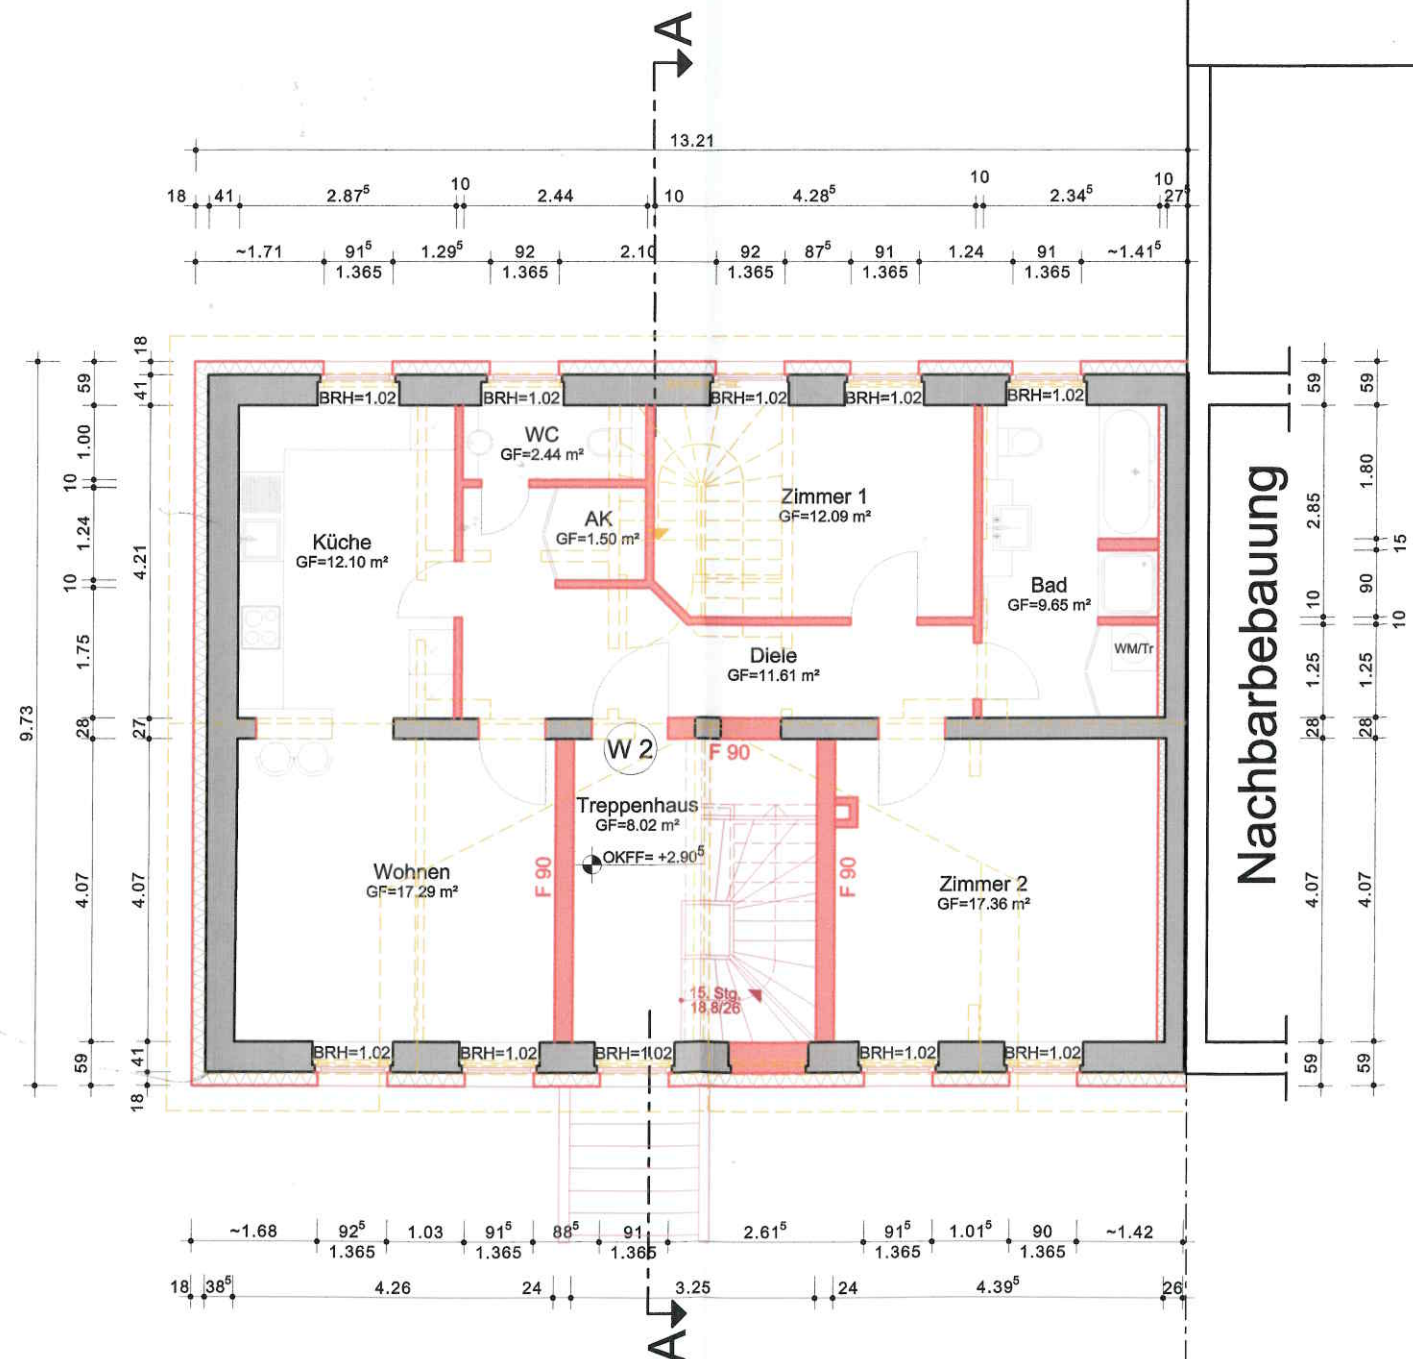 A
13.21
18 41 2.87⁵ 10 2.44 10 4.28⁵ 10 2.34⁵ 10 27⁵
~1.71 91⁵ 1.29⁵ 92 2.10 92 87⁵ 91 1.24 91 ~1.41⁵
1.365 1.365 1.365 1.365 1.365
BRH=1.02 BRH=1.02 BRH=1.02 BRH=1.02 BRH=1.02
9.73
59 1.00 10 1.24 10 1.75 28 4.07 59
18 41 4.21 27 4.07 41 18
WC
GF=2.44 m²
AK
GF=1.50 m²
Küche
GF=12.10 m²
Zimmer 1
GF=12.09 m²
Bad
GF=9.65 m²
WM/Tr
Diele
GF=11.61 m²
W 2
F 90
Treppenhaus
GF=8.02 m²
OKFF= +2.90⁵
F 90
F 90
Wohnen
GF=17.29 m²
Zimmer 2
GF=17.36 m²
15. Stg.
18,8/26
BRH=1.02 BRH=1.02 BRH=1.02 BRH=1.02 BRH=1.02
Nachbarbebauung
59 2.85 10 1.25 28 4.07 59
59 1.80 15 90 10 1.25 28 4.07 59
~1.68 92⁵ 1.03 91⁵ 88⁵ 91 2.61⁵ 91⁵ 1.01⁵ 90 ~1.42
1.365 1.365 1.365 1.365 1.365
18 38⁵ 4.26 24 3.25 24 4.39⁵ 26
A